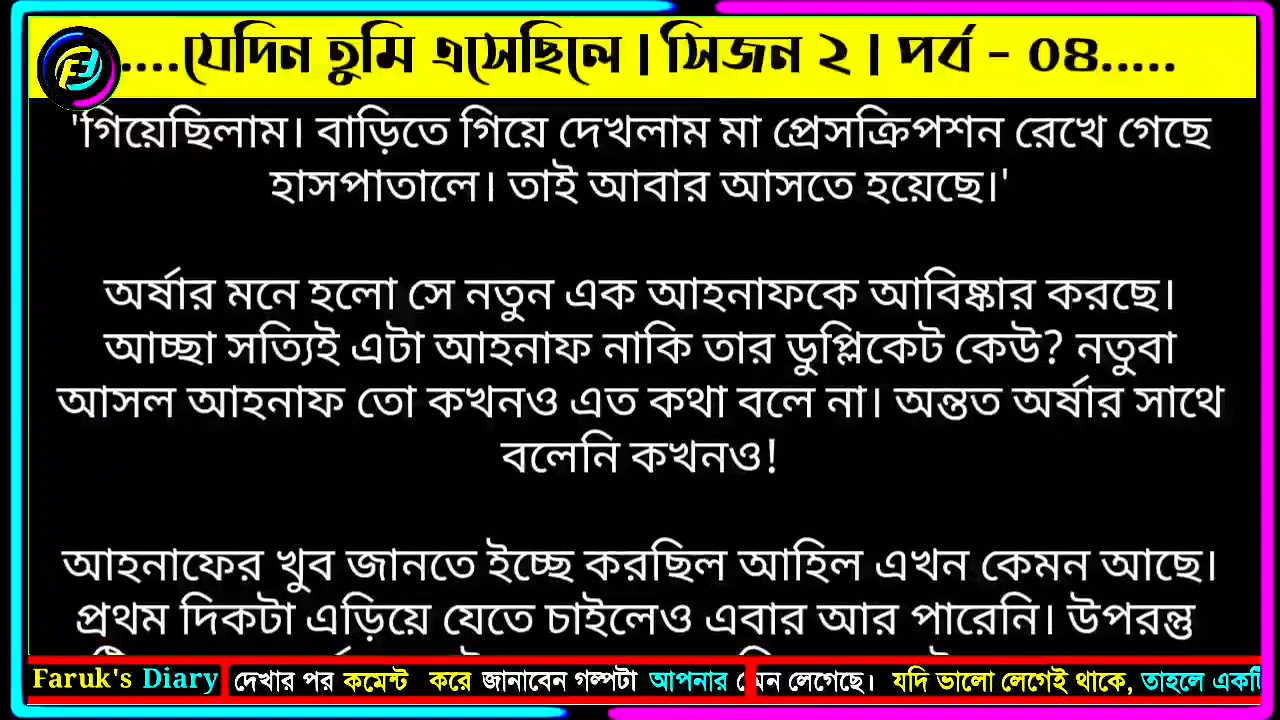 ....যেদিন তুমি এসেছিলে | সিজন ২ | পর্ব - 08.....
'গিয়েছিলাম। বাড়িতে গিয়ে দেখলাম মা প্রেসক্রিপশন রেখে গেছে
হাসপাতালে। তাই আবার আসতে হয়েছে।'
অর্ষার মনে হলো সে নতুন এক আহনাফকে আবিষ্কার করছে।
আচ্ছা সত্যিই এটা আহনাফ নাকি তার ডুপ্লিকেট কেউ? নতুবা
আসল আহনাফ তো কখনও এত কথা বলে না। অন্তত অর্ষার সাথে
বলেনি কখনও!
আহনাফের খুব জানতে ইচ্ছে করছিল আহিল এখন কেমন আছে।
প্রথম দিকটা এড়িয়ে যেতে চাইলেও এবার আর পারেনি। উপরন্তু
Faruk's Diary দেখার পর কমেন্ট করে জানাবেন গল্পটা আপনার লেগেছে। যদি ভালো লেগেই থাকে, তাহলে